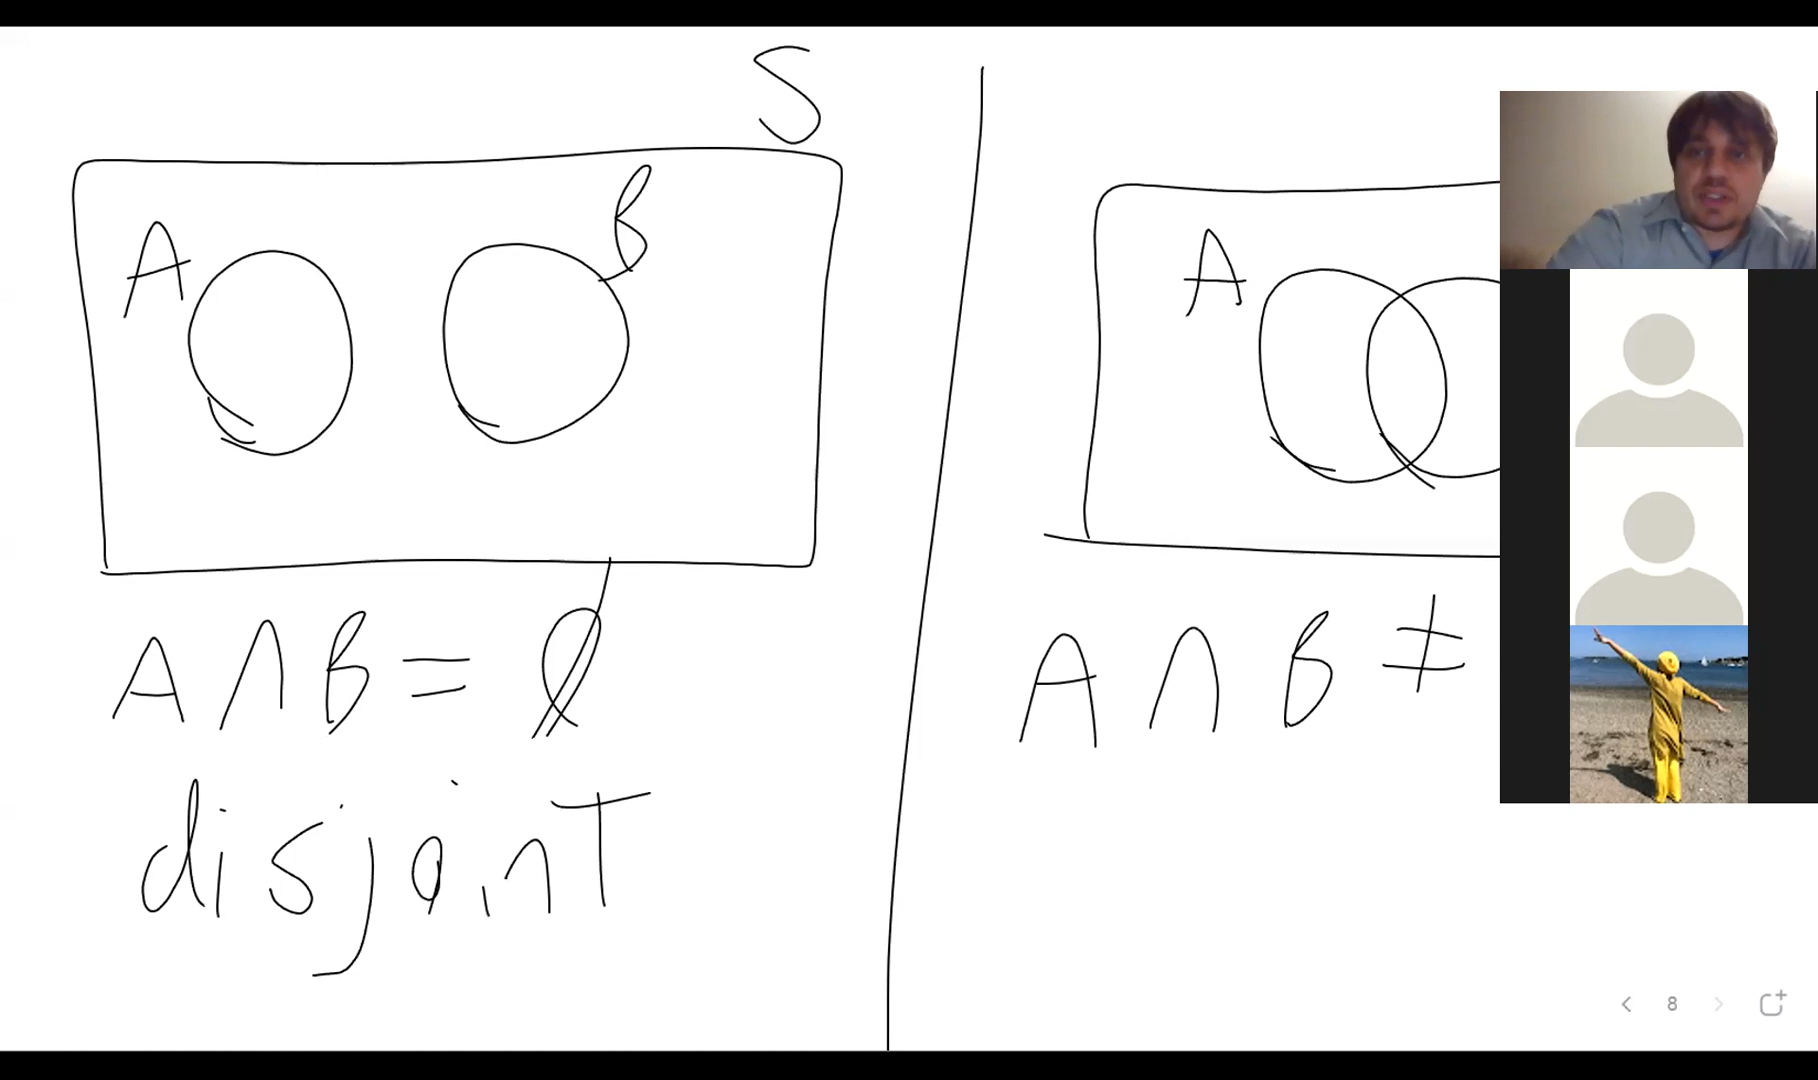 S
A
B
A ∩ B = ∅
disjoint
A
A ∩ B ≠
8